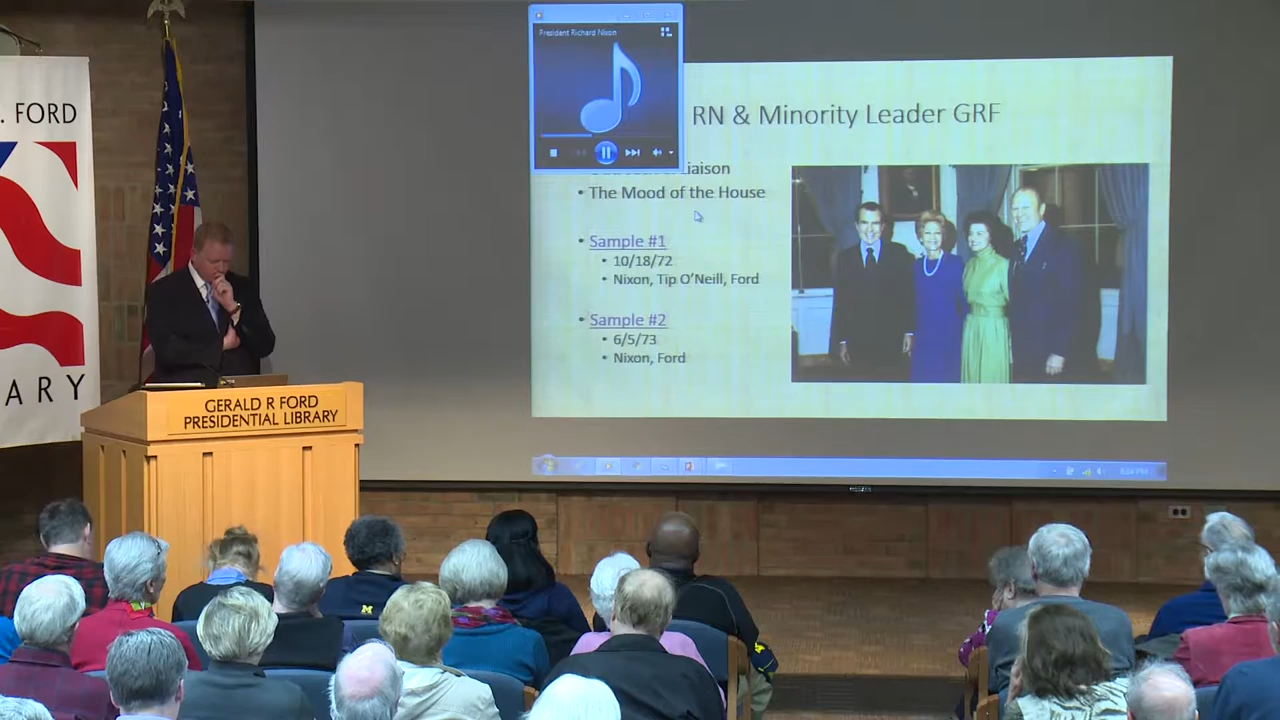 . FORD
ARY
GERALD R FORD
PRESIDENTIAL LIBRARY
President Richard Nixon
RN & Minority Leader GRF
iaison
• The Mood of the House
• Sample #1
• 10/18/72
• Nixon, Tip O'Neill, Ford
• Sample #2
• 6/5/73
• Nixon, Ford
M